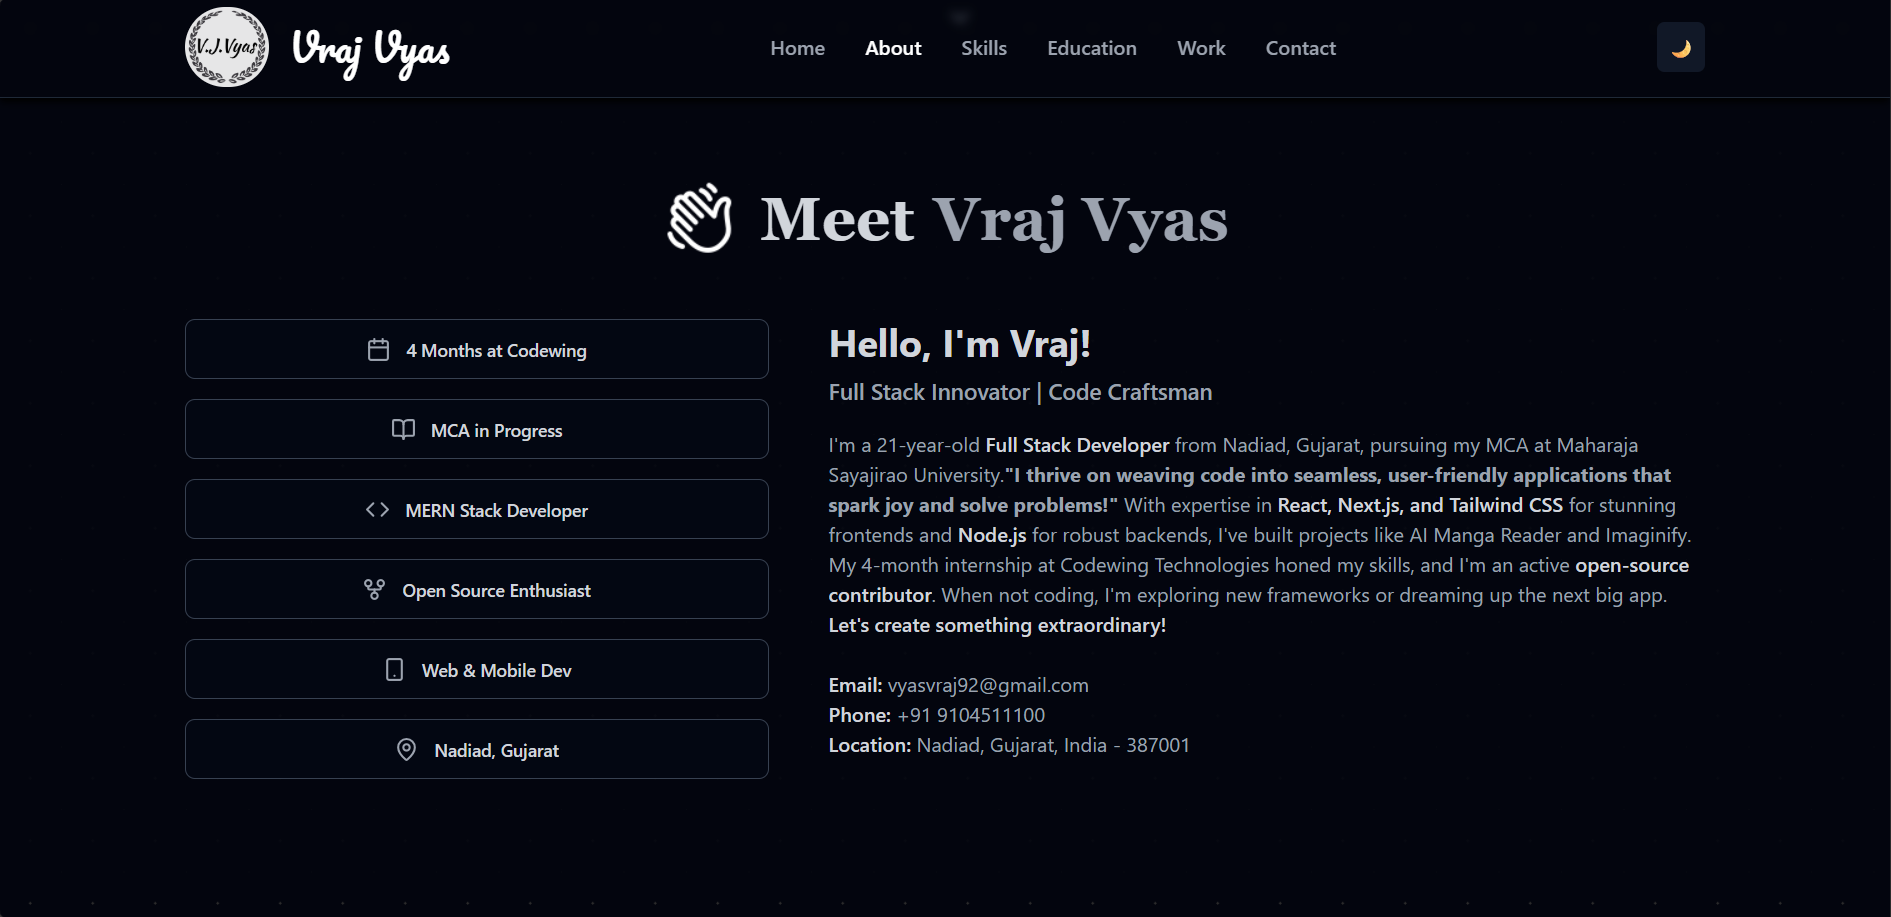 V.J.Vyas
Vraj Vyas
Home About Skills Education Work Contact
Meet Vraj Vyas
4 Months at Codewing
MCA in Progress
MERN Stack Developer
Open Source Enthusiast
Web & Mobile Dev
Nadiad, Gujarat
Hello, I'm Vraj!
Full Stack Innovator | Code Craftsman
I'm a 21-year-old Full Stack Developer from Nadiad, Gujarat, pursuing my MCA at Maharaja
Sayajirao University."I thrive on weaving code into seamless, user-friendly applications that
spark joy and solve problems!" With expertise in React, Next.js, and Tailwind CSS for stunning
frontends and Node.js for robust backends, I've built projects like AI Manga Reader and Imaginify.
My 4-month internship at Codewing Technologies honed my skills, and I'm an active open-source
contributor. When not coding, I'm exploring new frameworks or dreaming up the next big app.
Let's create something extraordinary!
Email: vyasvraj92@gmail.com
Phone: +91 9104511100
Location: Nadiad, Gujarat, India - 387001